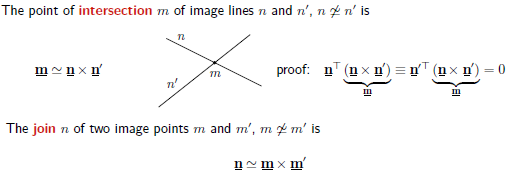 The point of intersection m of image lines n and n′, n ≄ n′ is
n
m ≃ n × n′
m
n′
proof: n⊤ (n × n′) ≡ n′⊤ (n × n′) = 0
m m
The join n of two image points m and m′, m ≄ m′ is
n ≃ m × m′